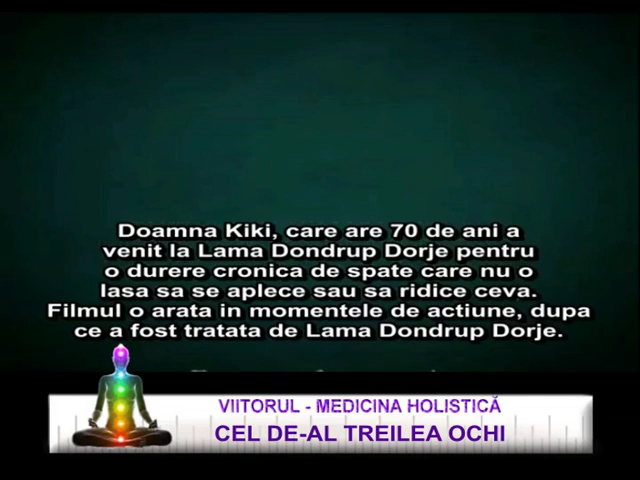 Doamna Kiki, care are 70 de ani a
venit la Lama Dondrup Dorje pentru
o durere cronica de spate care nu o
lasa sa se aplece sau sa ridice ceva.
Filmul o arata in momentele de actiune, dupa
ce a fost tratata de Lama Dondrup Dorje.
VIITORUL - MEDICINA HOLISTICĂ
CEL DE-AL TREILEA OCHI